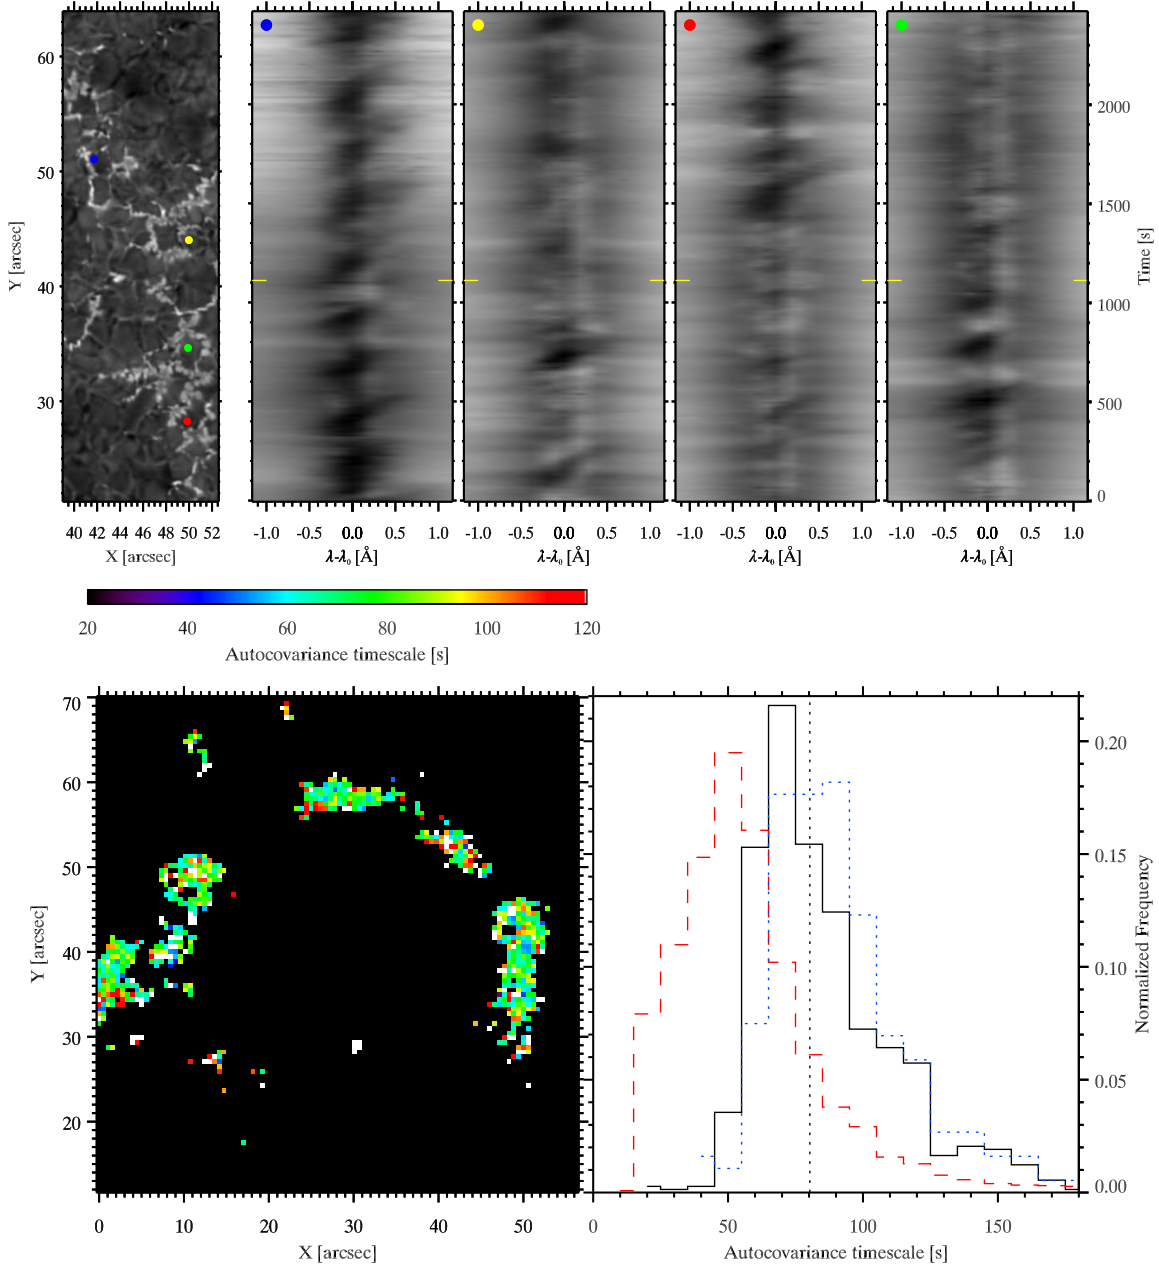 60
50
40
30
Y [arcsec]
40 42 44 46 48 50 52
X [arcsec]
-1.0 -0.5 0.0 0.5 1.0
λ-λ₀ [Å]
-1.0 -0.5 0.0 0.5 1.0
λ-λ₀ [Å]
-1.0 -0.5 0.0 0.5 1.0
λ-λ₀ [Å]
-1.0 -0.5 0.0 0.5 1.0
λ-λ₀ [Å]
2000
1500
1000
500
0
Time [s]
20 40 60 80 100 120
Autocovariance timescale [s]
70
60
50
40
30
20
Y [arcsec]
0 10 20 30 40 50
X [arcsec]
0.20
0.15
0.10
0.05
0.00
Normalized Frequency
0 50 100 150
Autocovariance timescale [s]